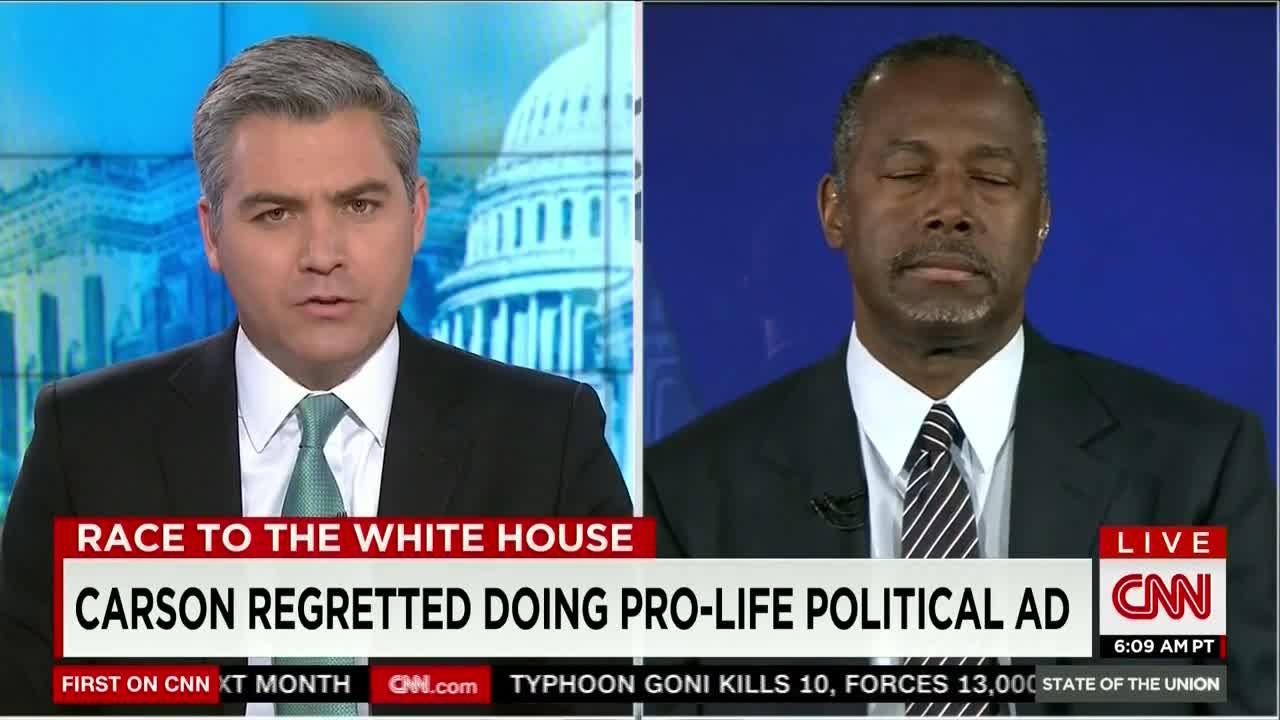 RACE TO THE WHITE HOUSE
CARSON REGRETTED DOING PRO-LIFE POLITICAL AD
LIVE
CNN
6:09 AM PT
FIRST ON CNN
XT MONTH
CNN.com
TYPHOON GONI KILLS 10, FORCES 13,000
STATE OF THE UNION